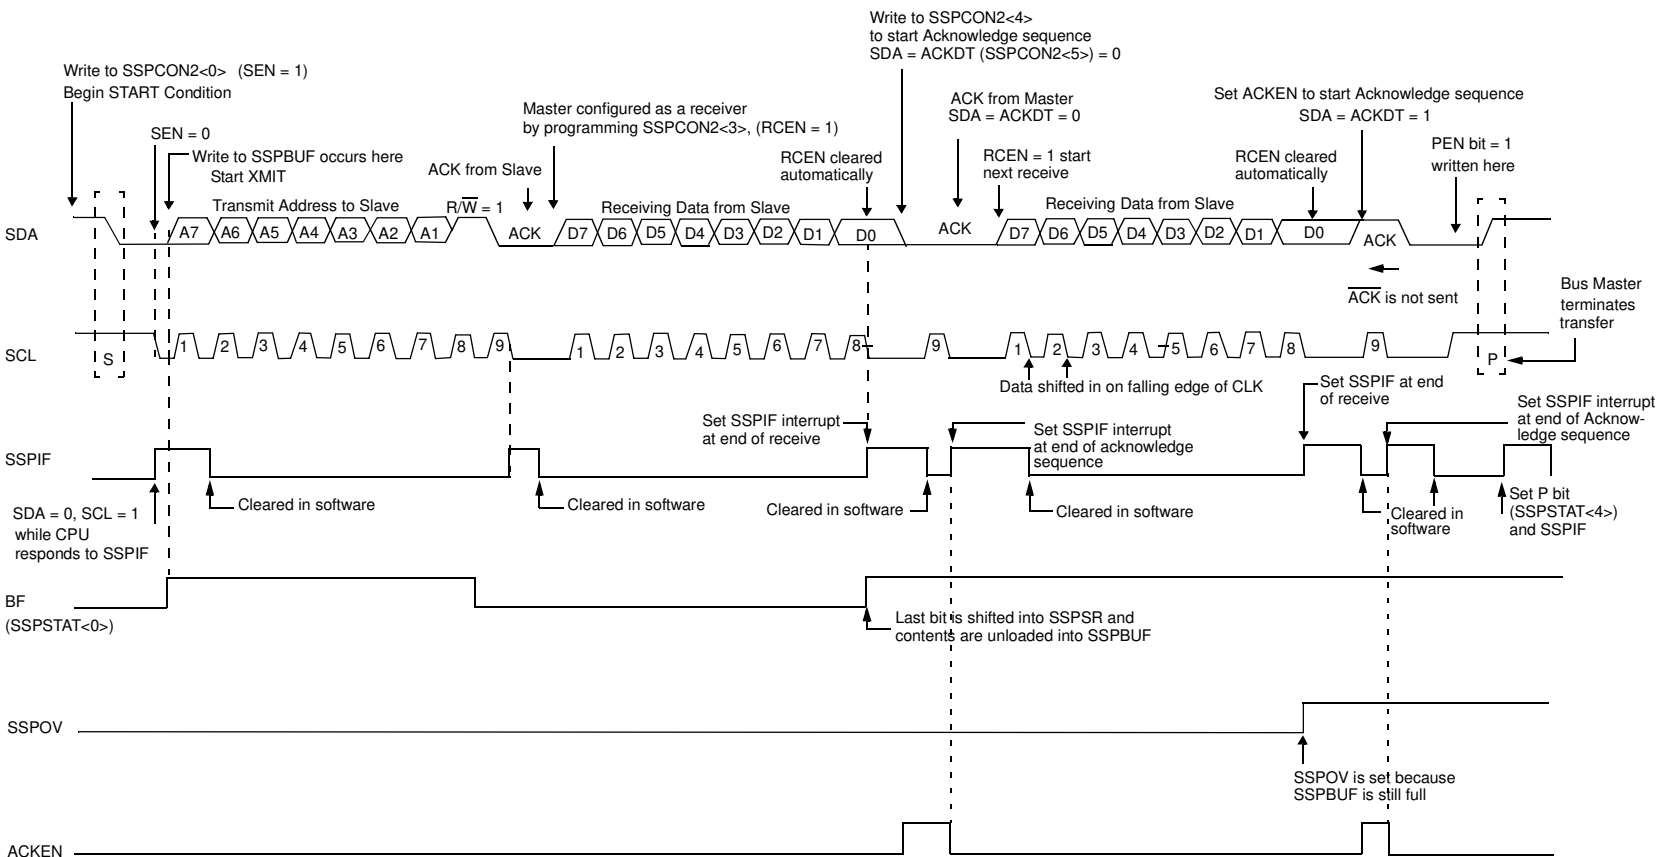 Write to SSPCON2<4>
to start Acknowledge sequence
SDA = ACKDT (SSPCON2<5>) = 0
Write to SSPCON2<0> (SEN = 1)
Begin START Condition
ACK from Master
SDA = ACKDT = 0
Set ACKEN to start Acknowledge sequence
SDA = ACKDT = 1
Master configured as a receiver
by programming SSPCON2<3>, (RCEN = 1)
SEN = 0
PEN bit = 1
written here
Write to SSPBUF occurs here
Start XMIT
ACK from Slave
RCEN cleared
automatically
RCEN = 1 start
next receive
RCEN cleared
automatically
Transmit Address to Slave
R/W = 1
Receiving Data from Slave
Receiving Data from Slave
SDA
A7 A6 A5 A4 A3 A2 A1 ACK D7 D6 D5 D4 D3 D2 D1 D0 ACK D7 D6 D5 D4 D3 D2 D1 D0 ACK
ACK is not sent
Bus Master
terminates
transfer
SCL
S 1 2 3 4 5 6 7 8 9 1 2 3 4 5 6 7 8 9 1 2 3 4 5 6 7 8 9 P
Data shifted in on falling edge of CLK
Set SSPIF at end
of receive
Set SSPIF interrupt
at end of receive
Set SSPIF interrupt
at end of acknowledge
sequence
Set SSPIF interrupt
at end of Acknow-
ledge sequence
SSPIF
SDA = 0, SCL = 1
while CPU
responds to SSPIF
Cleared in software
Cleared in software
Cleared in software
Cleared in software
Cleared in
software
Set P bit
(SSPSTAT<4>)
and SSPIF
BF
(SSPSTAT<0>)
Last bit is shifted into SSPSR and
contents are unloaded into SSPBUF
SSPOV
SSPOV is set because
SSPBUF is still full
ACKEN